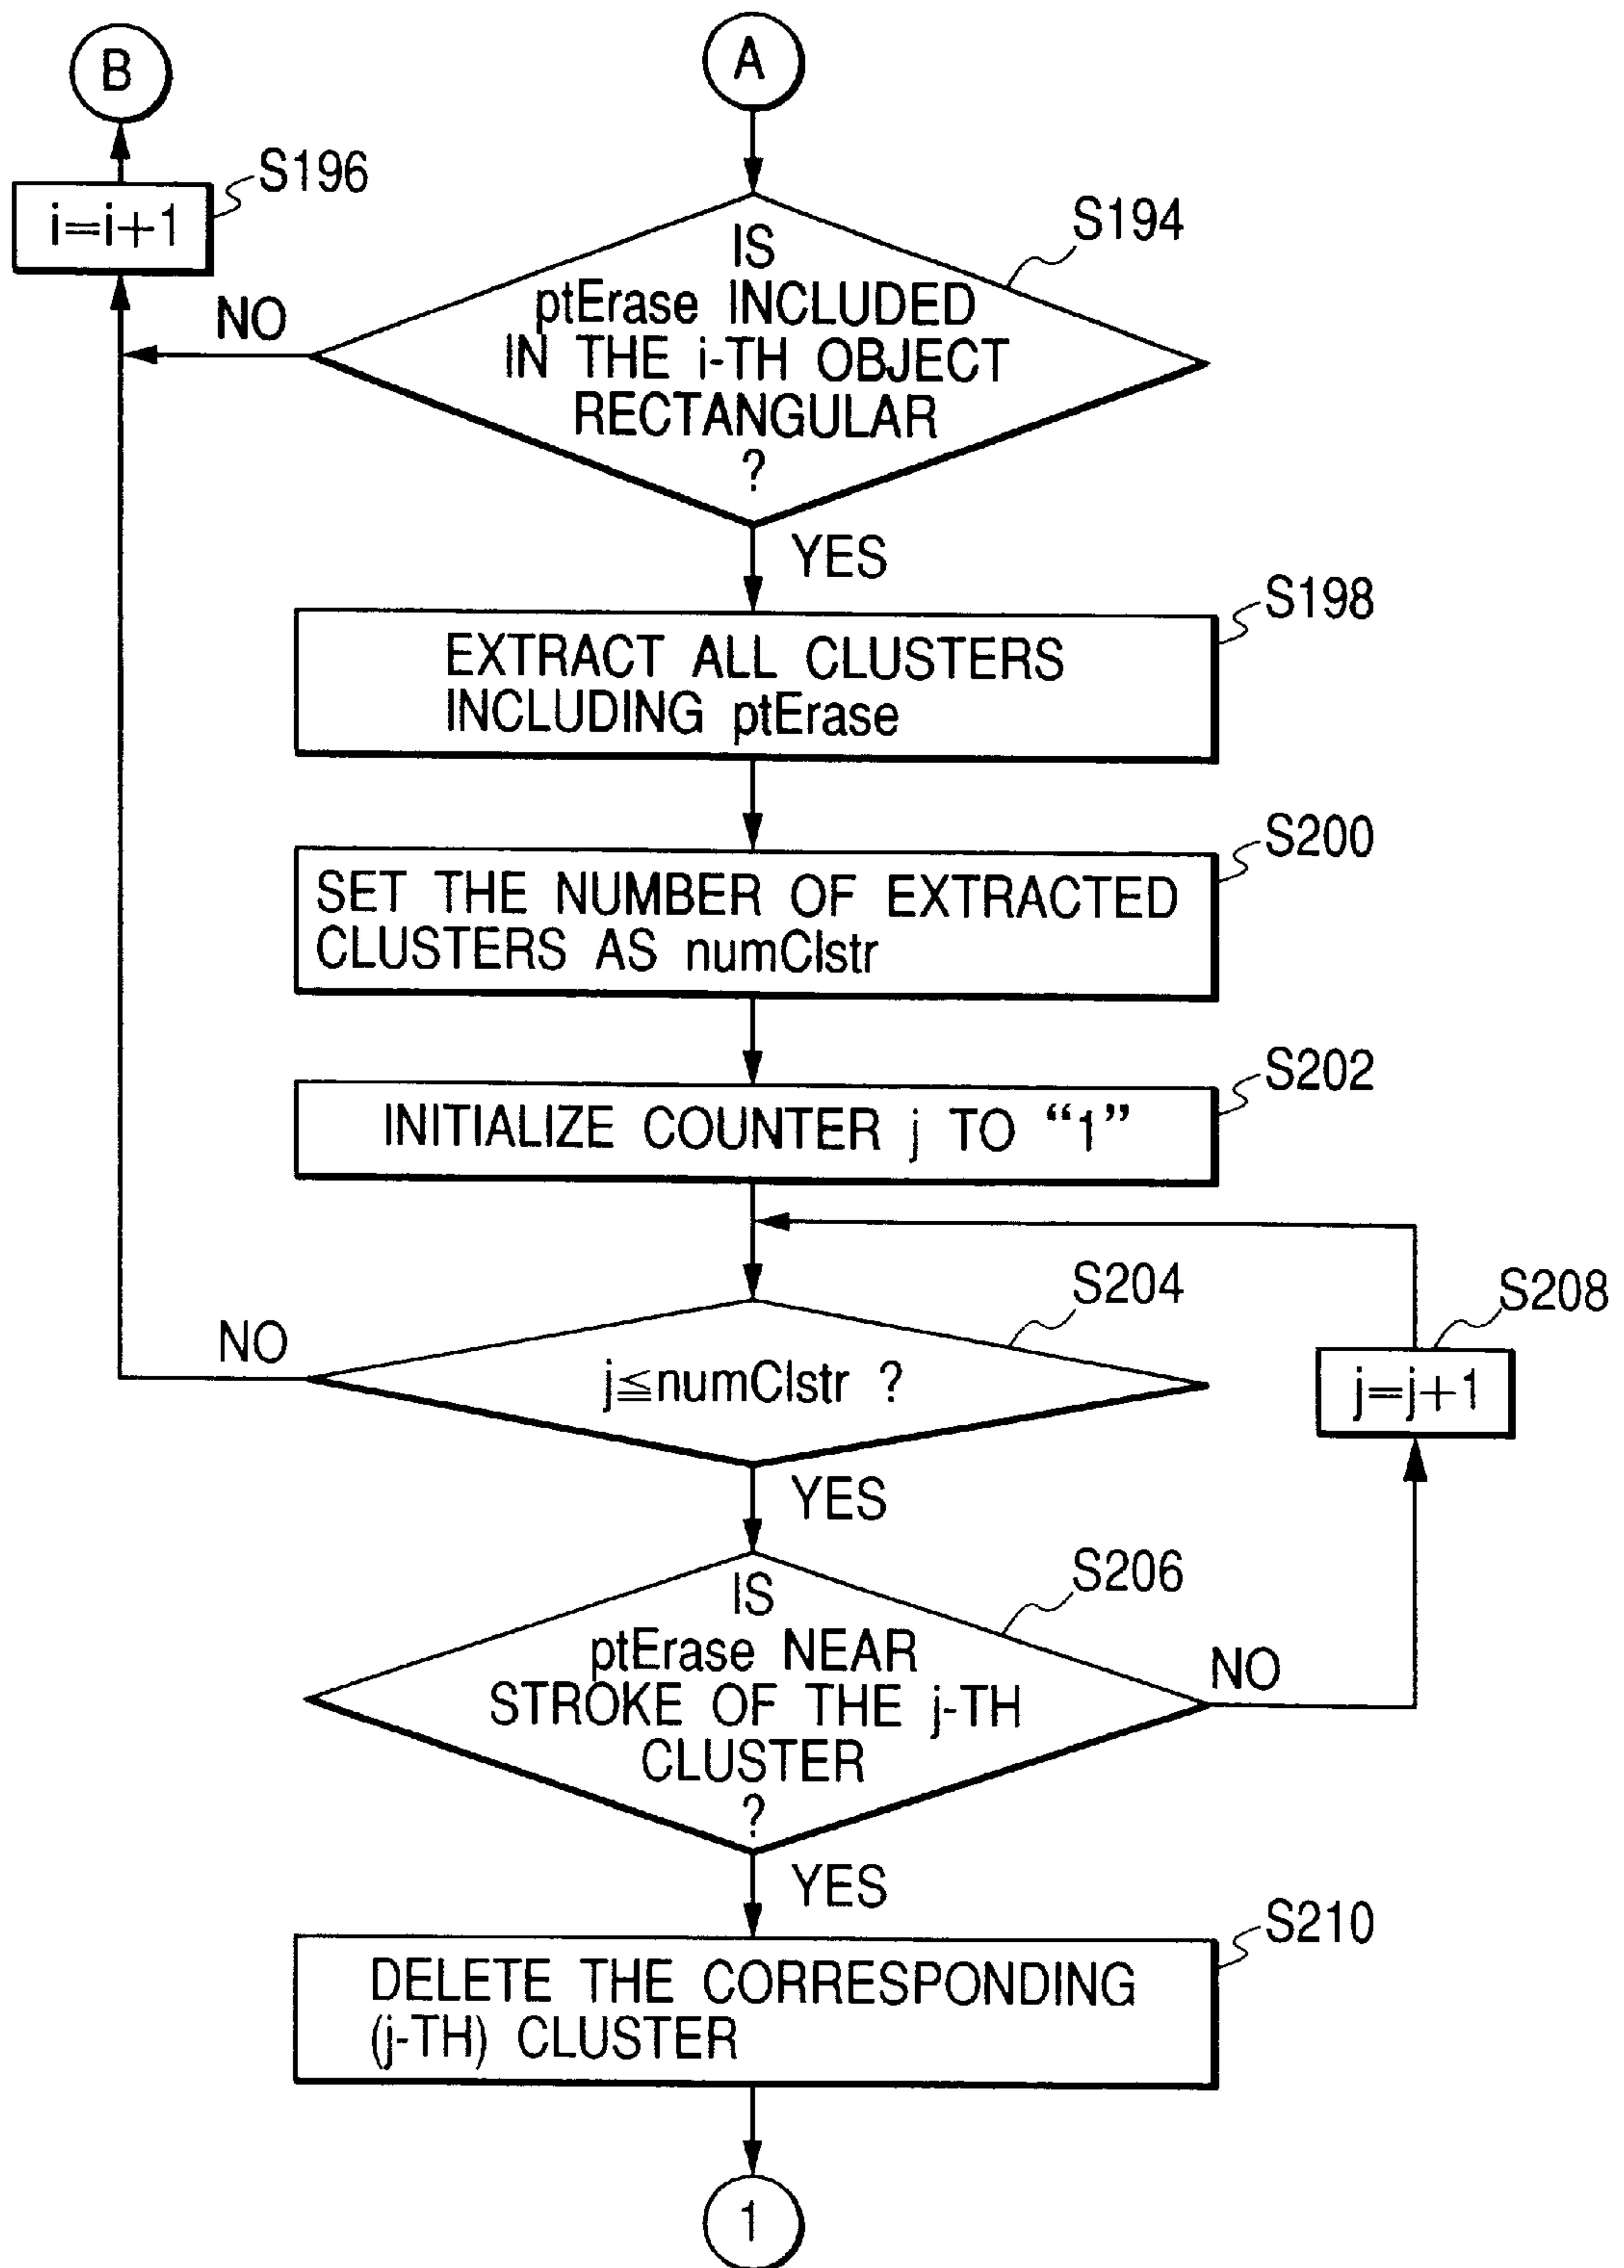 B
A
S196
i=i+1
S194
IS
ptErase INCLUDED
IN THE i-TH OBJECT
RECTANGULAR
?
NO
YES
S198
EXTRACT ALL CLUSTERS
INCLUDING ptErase
S200
SET THE NUMBER OF EXTRACTED
CLUSTERS AS numClstr
S202
INITIALIZE COUNTER j TO “1”
S204
j≦numClstr ?
NO
S208
j=j+1
YES
S206
IS
ptErase NEAR
STROKE OF THE j-TH
CLUSTER
?
NO
YES
S210
DELETE THE CORRESPONDING
(j-TH) CLUSTER
1